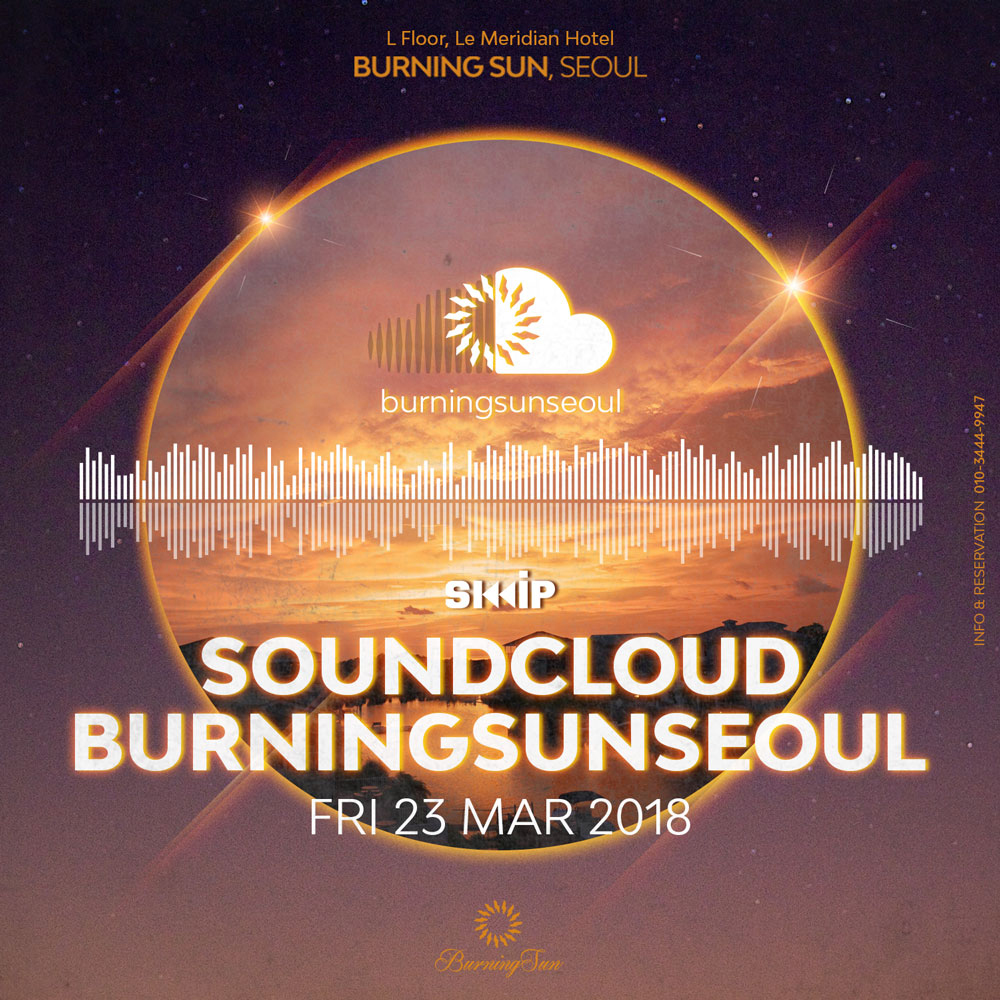 L Floor, Le Meridian Hotel
BURNING SUN, SEOUL
burningsunseoul
INFO & RESERVATION 010-3444-9947
SKIP
SOUNDCLOUD
BURNINGSUNSEOUL
FRI 23 MAR 2018
BurningSun